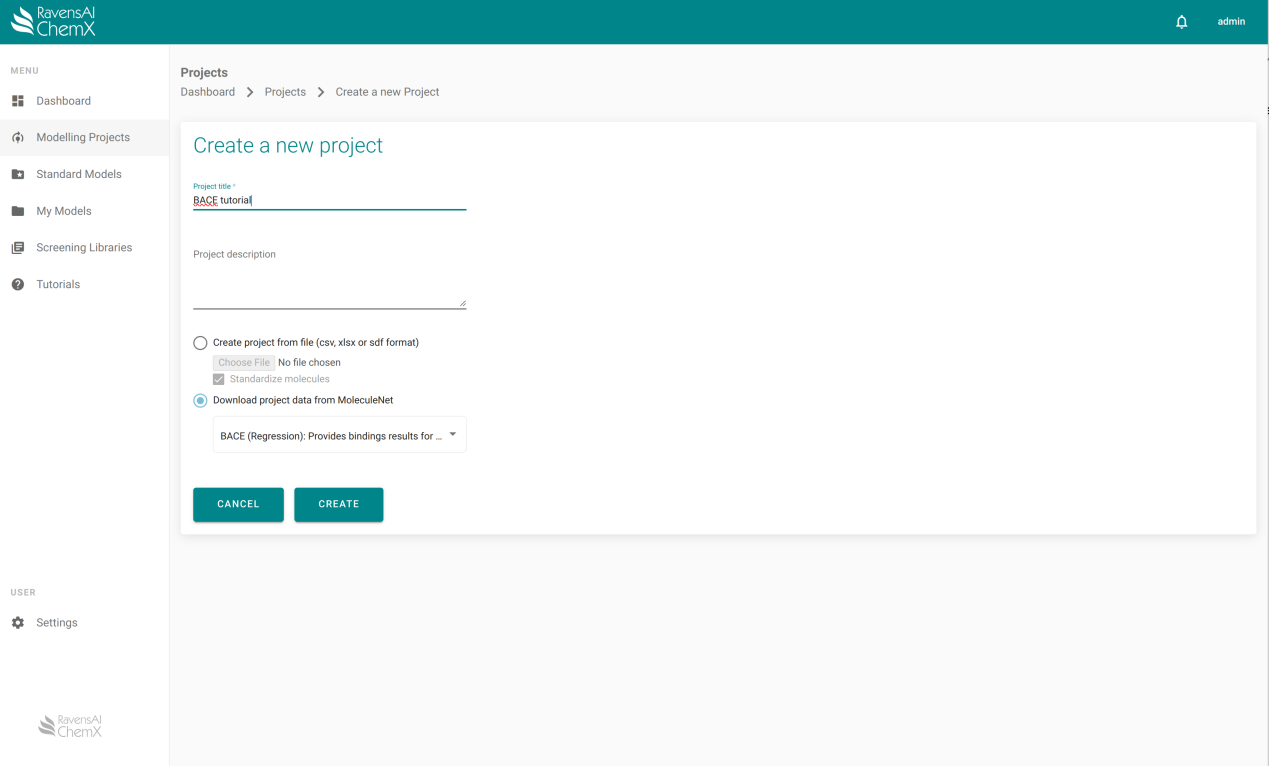 RavensAI
ChemX
admin
MENU
Dashboard
Modelling Projects
Standard Models
My Models
Screening Libraries
Tutorials
USER
Settings
RavensAI
ChemX
Projects
Dashboard > Projects > Create a new Project
Create a new project
Project title *
BACE tutorial
Project description
Create project from file (csv, xlsx or sdf format)
Choose File No file chosen
Standardize molecules
Download project data from MoleculeNet
BACE (Regression): Provides bindings results for ...
CANCEL CREATE